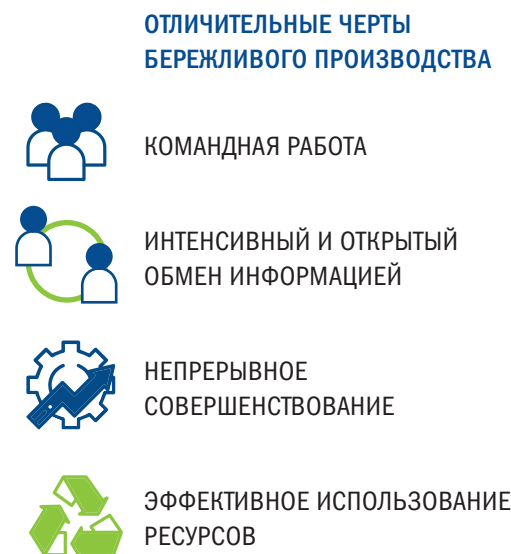 ОТЛИЧИТЕЛЬНЫЕ ЧЕРТЫ
БЕРЕЖЛИВОГО ПРОИЗВОДСТВА
КОМАНДНАЯ РАБОТА
ИНТЕНСИВНЫЙ И ОТКРЫТЫЙ
ОБМЕН ИНФОРМАЦИЕЙ
НЕПРЕРЫВНОЕ
СОВЕРШЕНСТВОВАНИЕ
ЭФФЕКТИВНОЕ ИСПОЛЬЗОВАНИЕ
РЕСУРСОВ